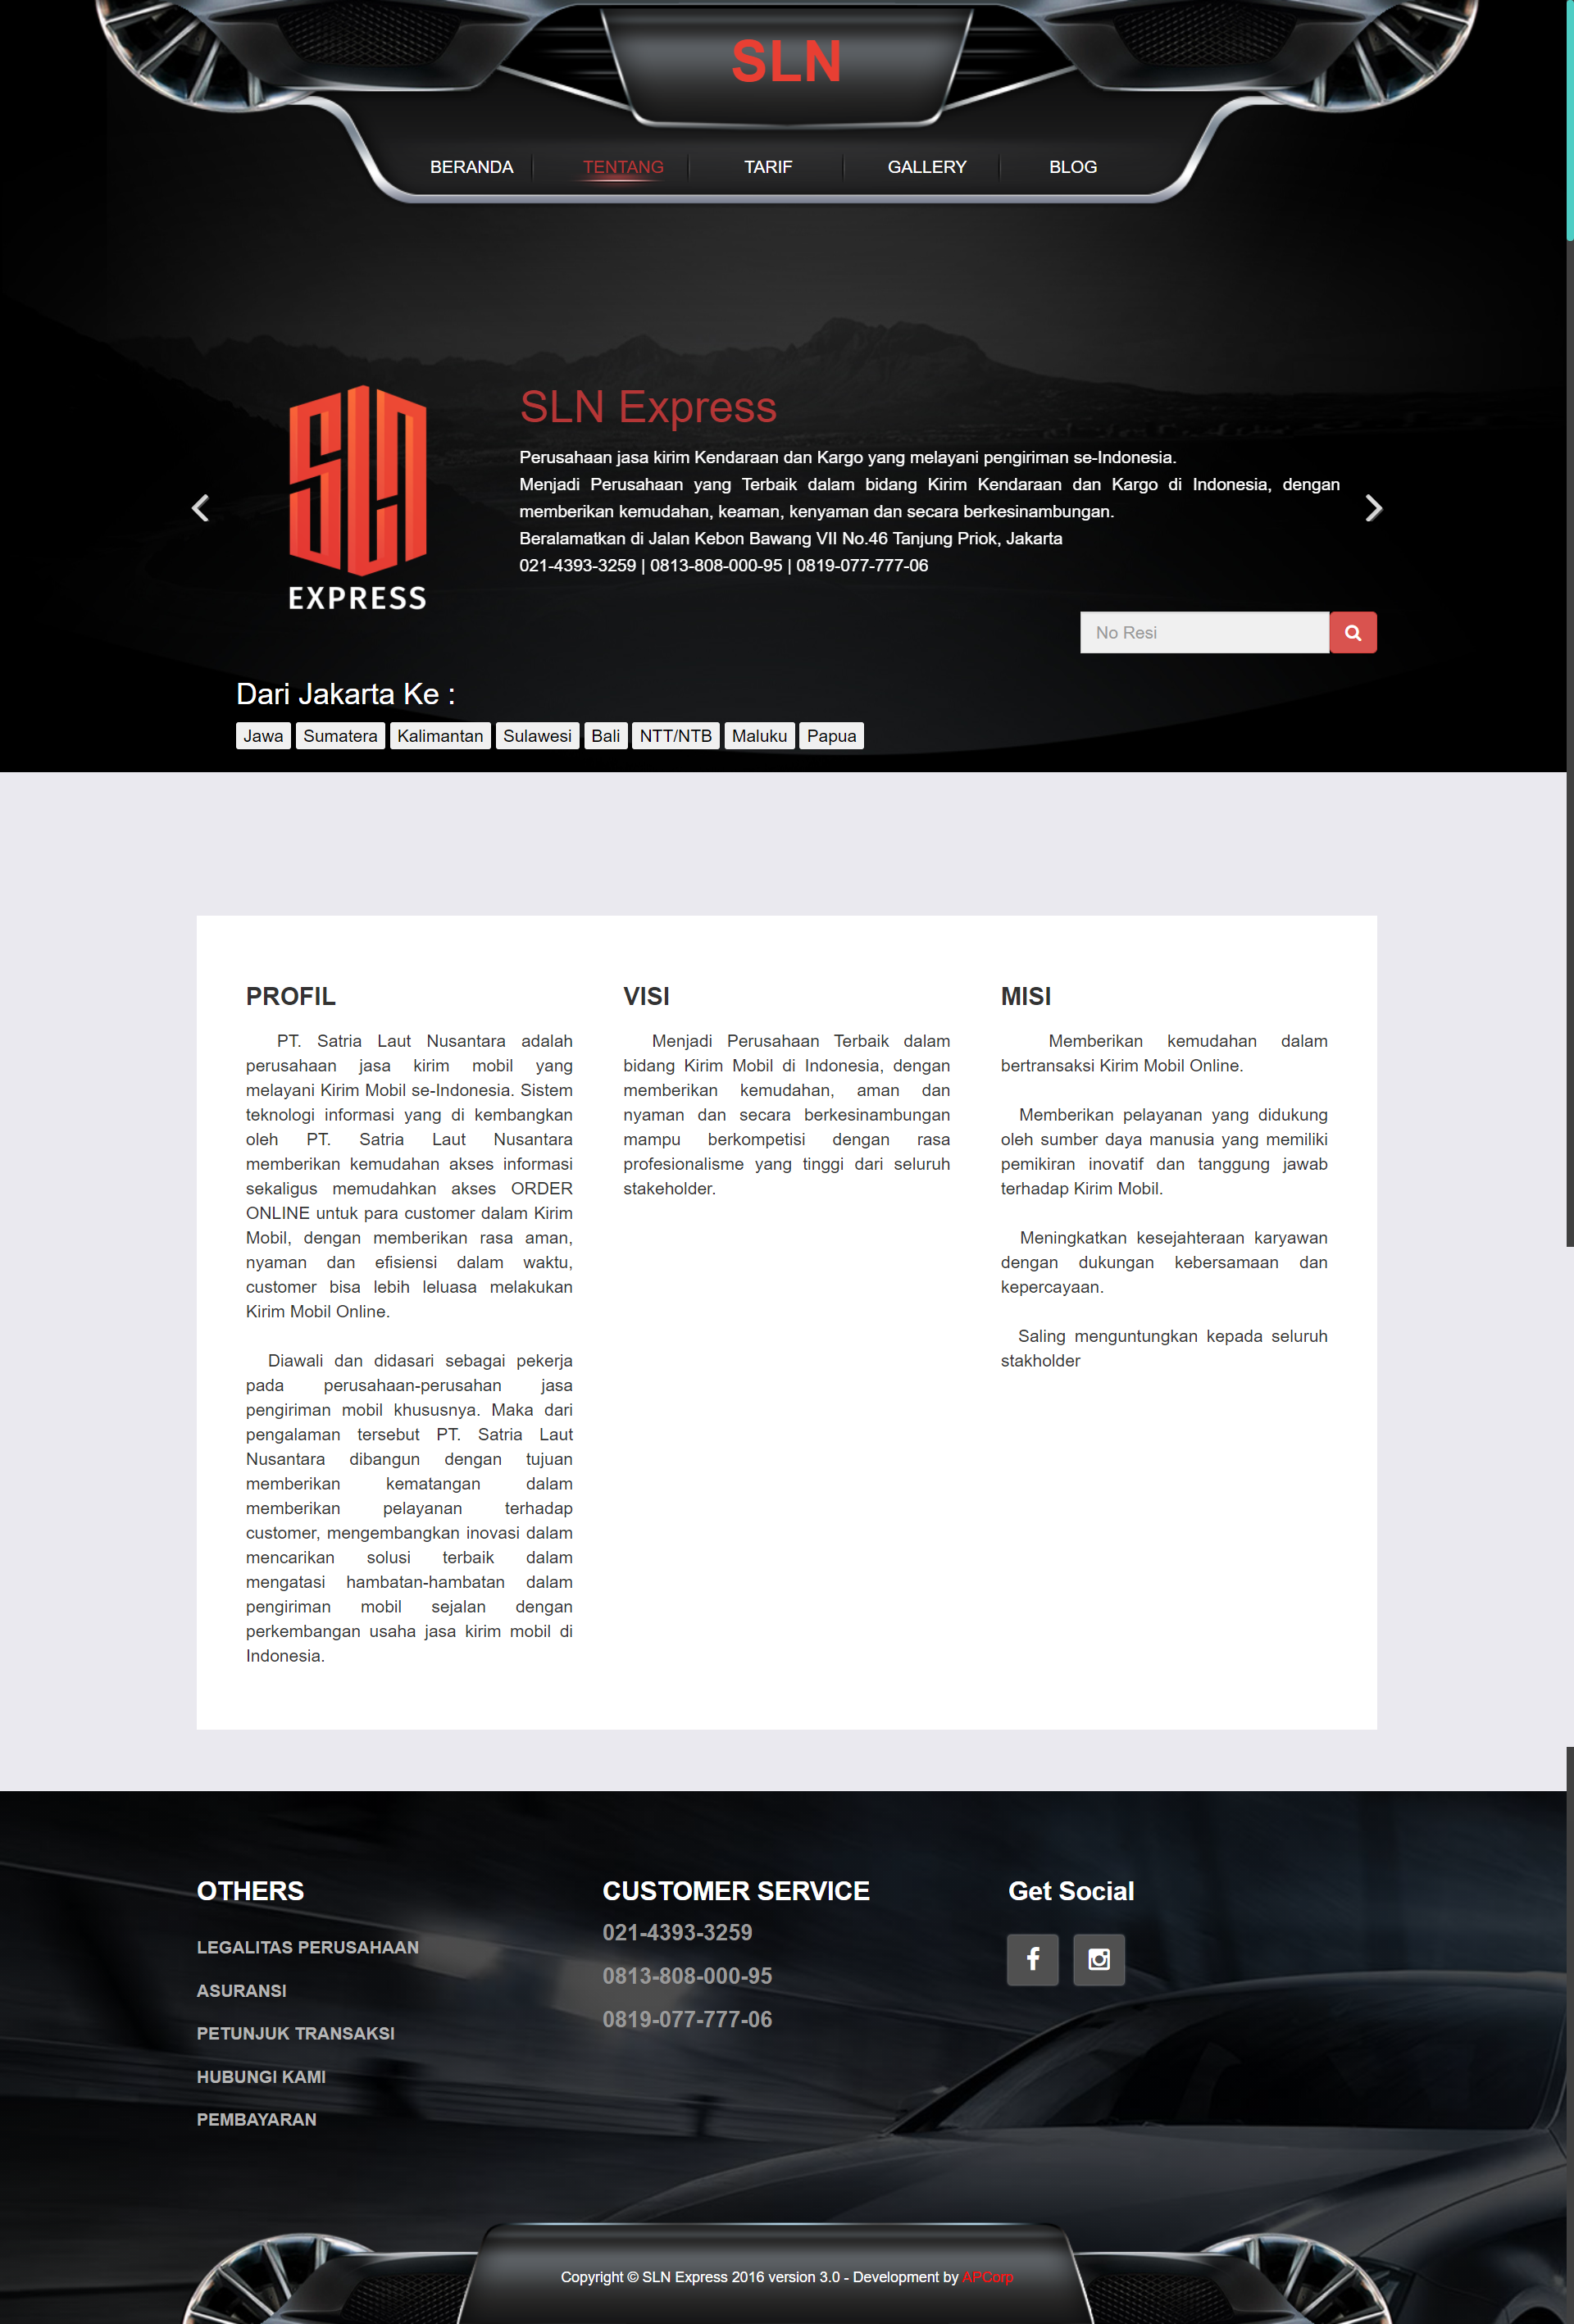 SLN
BERANDA
TENTANG
TARIF
GALLERY
BLOG
SLN
EXPRESS
SLN Express
Perusahaan jasa kirim Kendaraan dan Kargo yang melayani pengiriman se-Indonesia.
Menjadi Perusahaan yang Terbaik dalam bidang Kirim Kendaraan dan Kargo di Indonesia, dengan
memberikan kemudahan, keaman, kenyaman dan secara berkesinambungan.
Beralamatkan di Jalan Kebon Bawang VII No.46 Tanjung Priok, Jakarta
021-4393-3259 | 0813-808-000-95 | 0819-077-777-06
No Resi
Dari Jakarta Ke :
Jawa
Sumatera
Kalimantan
Sulawesi
Bali
NTT/NTB
Maluku
Papua
PROFIL
PT. Satria Laut Nusantara adalah
perusahaan jasa kirim mobil yang
melayani Kirim Mobil se-Indonesia. Sistem
teknologi informasi yang di kembangkan
oleh PT. Satria Laut Nusantara
memberikan kemudahan akses informasi
sekaligus memudahkan akses ORDER
ONLINE untuk para customer dalam Kirim
Mobil, dengan memberikan rasa aman,
nyaman dan efisiensi dalam waktu,
customer bisa lebih leluasa melakukan
Kirim Mobil Online.
Diawali dan didasari sebagai pekerja
pada perusahaan-perusahan jasa
pengiriman mobil khususnya. Maka dari
pengalaman tersebut PT. Satria Laut
Nusantara dibangun dengan tujuan
memberikan kematangan dalam
memberikan pelayanan terhadap
customer, mengembangkan inovasi dalam
mencarikan solusi terbaik dalam
mengatasi hambatan-hambatan dalam
pengiriman mobil sejalan dengan
perkembangan usaha jasa kirim mobil di
Indonesia.
VISI
Menjadi Perusahaan Terbaik dalam
bidang Kirim Mobil di Indonesia, dengan
memberikan kemudahan, aman dan
nyaman dan secara berkesinambungan
mampu berkompetisi dengan rasa
profesionalisme yang tinggi dari seluruh
stakeholder.
MISI
Memberikan kemudahan dalam
bertransaksi Kirim Mobil Online.
Memberikan pelayanan yang didukung
oleh sumber daya manusia yang memiliki
pemikiran inovatif dan tanggung jawab
terhadap Kirim Mobil.
Meningkatkan kesejahteraan karyawan
dengan dukungan kebersamaan dan
kepercayaan.
Saling menguntungkan kepada seluruh
stakholder
OTHERS
LEGALITAS PERUSAHAAN
ASURANSI
PETUNJUK TRANSAKSI
HUBUNGI KAMI
PEMBAYARAN
CUSTOMER SERVICE
021-4393-3259
0813-808-000-95
0819-077-777-06
Get Social
Copyright © SLN Express 2016 version 3.0 - Development by APCorp